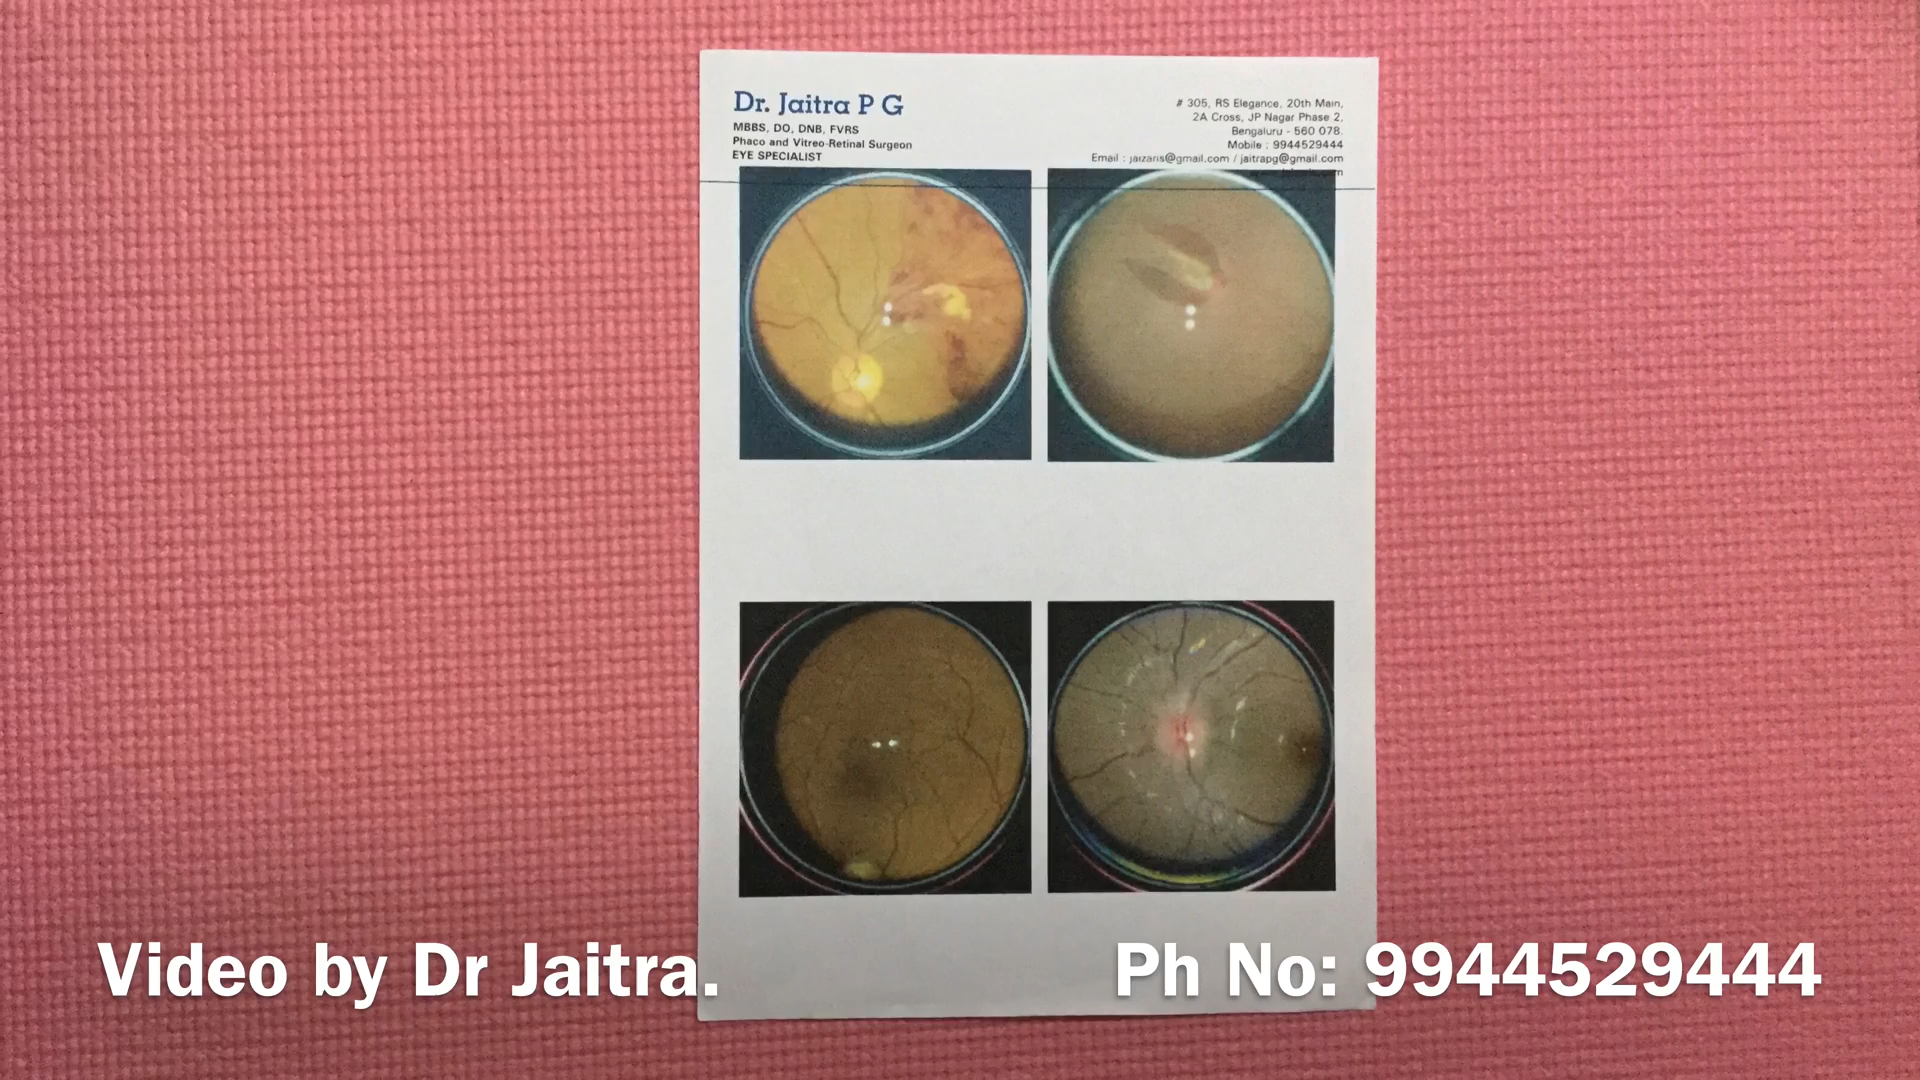 Dr. Jaitra P G
MBBS, DO, DNB, FVRS
Phaco and Vitreo-Retinal Surgeon
EYE SPECIALIST
# 305, RS Elegance, 20th Main,
2A Cross, JP Nagar Phase 2,
Bengaluru - 560 078.
Mobile : 9944529444
Email : jaizaris@gmail.com / jaitrapg@gmail.com
Video by Dr Jaitra.
Ph No: 9944529444